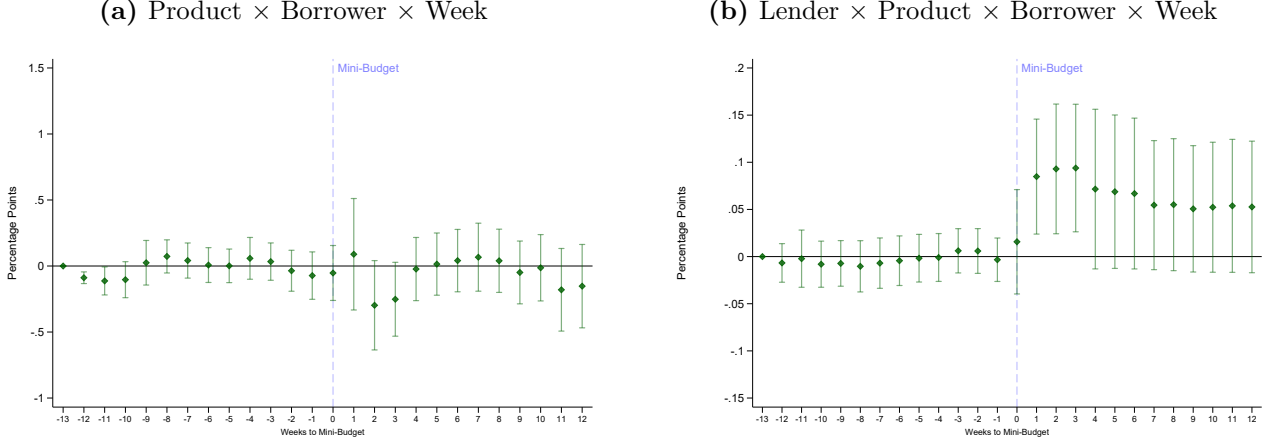 (a) Product × Borrower × Week
Percentage Points
1.5
1
.5
0
-.5
-1
Mini-Budget
-13 -12 -11 -10 -9 -8 -7 -6 -5 -4 -3 -2 -1 0 1 2 3 4 5 6 7 8 9 10 11 12
Weeks to Mini-Budget
(b) Lender × Product × Borrower × Week
Percentage Points
.2
.15
.1
.05
0
-.05
-.1
-.15
Mini-Budget
-13 -12 -11 -10 -9 -8 -7 -6 -5 -4 -3 -2 -1 0 1 2 3 4 5 6 7 8 9 10 11 12
Weeks to Mini-Budget